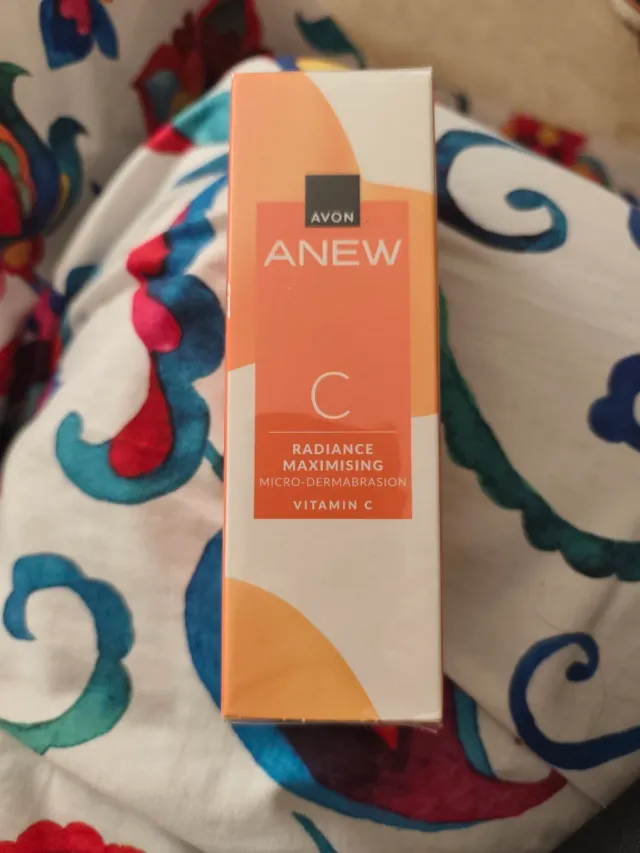 AVON
ANEW
C
RADIANCE
MAXIMISING
MICRO-DERMABRASION
VITAMIN C